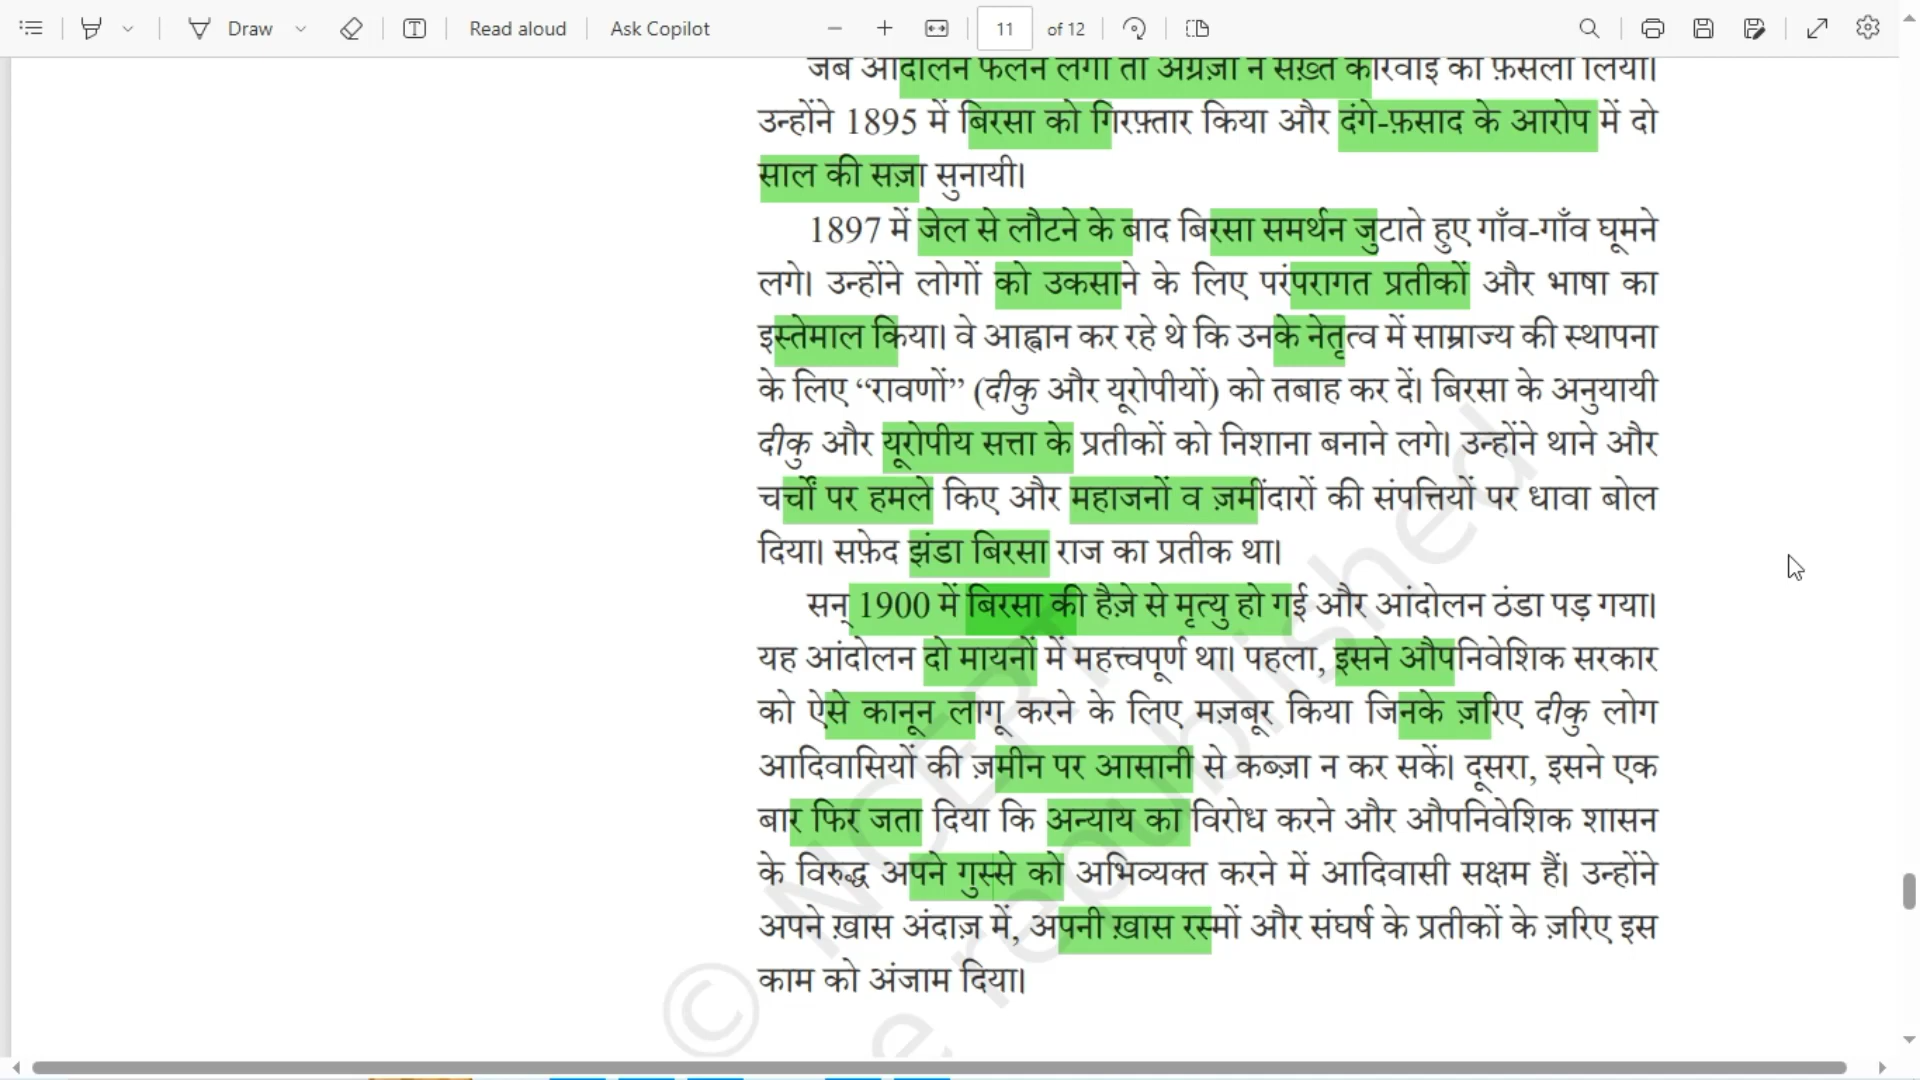 Draw
Read aloud
Ask Copilot
11 of 12
जब आंदोलन फैलने लगा तो अंग्रेज़ों ने सख़्त कार्रवाई का फ़ैसला लिया।
उन्होंने 1895 में बिरसा को गिरफ़्तार किया और दंगे-फ़साद के आरोप में दो
साल की सज़ा सुनायी।
1897 में जेल से लौटने के बाद बिरसा समर्थन जुटाते हुए गाँव-गाँव घूमने
लगे। उन्होंने लोगों को उकसाने के लिए परंपरागत प्रतीकों और भाषा का
इस्तेमाल किया। वे आह्वान कर रहे थे कि उनके नेतृत्व में साम्राज्य की स्थापना
के लिए “रावणों” (दीकु और यूरोपीयों) को तबाह कर दें। बिरसा के अनुयायी
दीकु और यूरोपीय सत्ता के प्रतीकों को निशाना बनाने लगे। उन्होंने थाने और
चर्चों पर हमले किए और महाजनों व ज़मींदारों की संपत्तियों पर धावा बोल
दिया। सफ़ेद झंडा बिरसा राज का प्रतीक था।
सन् 1900 में बिरसा की हैज़े से मृत्यु हो गई और आंदोलन ठंडा पड़ गया।
यह आंदोलन दो मायनों में महत्त्वपूर्ण था। पहला, इसने औपनिवेशिक सरकार
को ऐसे कानून लागू करने के लिए मज़बूर किया जिनके ज़रिए दीकु लोग
आदिवासियों की ज़मीन पर आसानी से कब्ज़ा न कर सकें। दूसरा, इसने एक
बार फिर जता दिया कि अन्याय का विरोध करने और औपनिवेशिक शासन
के विरुद्ध अपने गुस्से को अभिव्यक्त करने में आदिवासी सक्षम हैं। उन्होंने
अपने ख़ास अंदाज़ में, अपनी ख़ास रस्मों और संघर्ष के प्रतीकों के ज़रिए इस
काम को अंजाम दिया।
© NCERT
republished